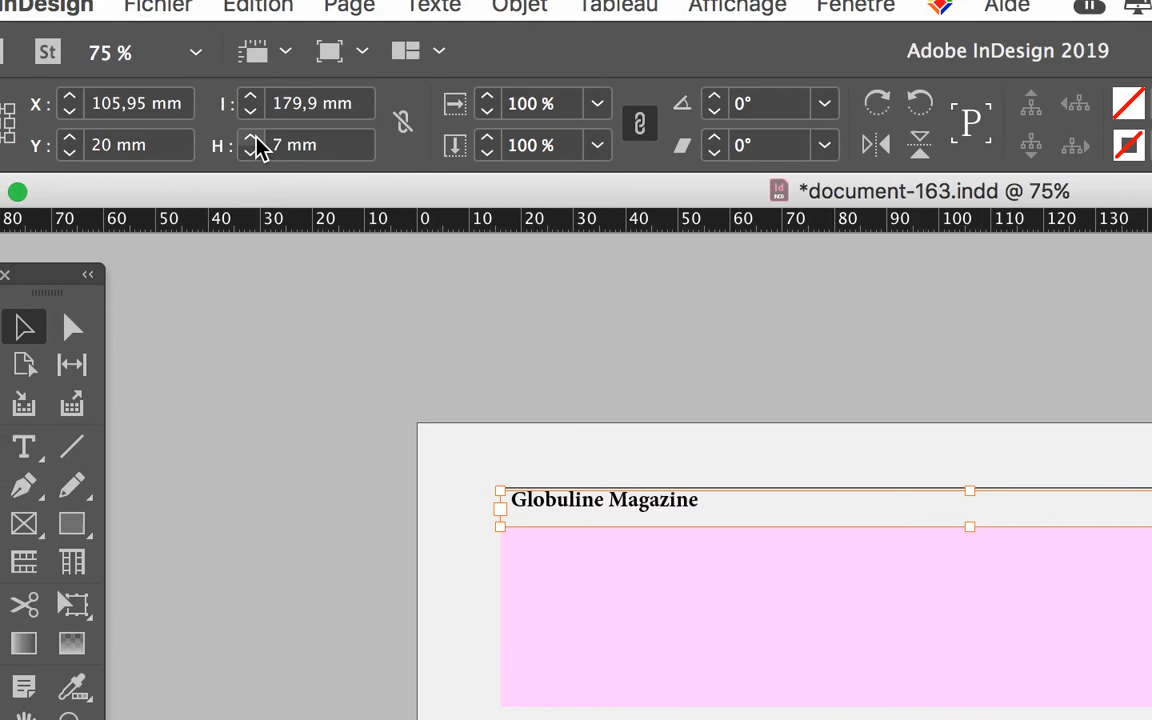 InDesign Fichier Edition Page Texte Objet Tableau Affichage Fenêtre Aide
St 75 % Adobe InDesign 2019
X : 105,95 mm I : 179,9 mm 100 % 0°
Y : 20 mm H : 7 mm 100 % 0°
P
Id INDD *document-163.indd @ 75%
80 70 60 50 40 30 20 10 0 10 20 30 40 50 60 70 80 90 100 110 120 130
Globuline Magazine
T